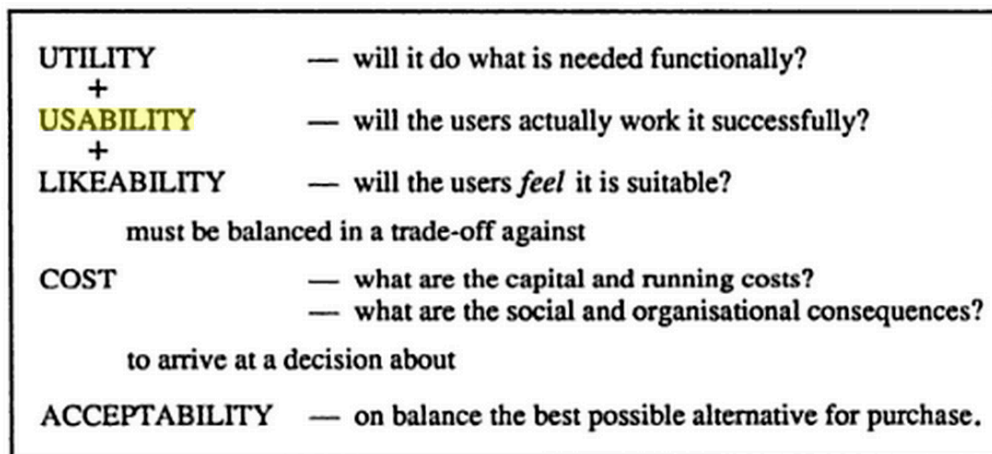 UTILITY — will it do what is needed functionally?
+
USABILITY — will the users actually work it successfully?
+
LIKEABILITY — will the users feel it is suitable?
must be balanced in a trade-off against
COST — what are the capital and running costs?
— what are the social and organisational consequences?
to arrive at a decision about
ACCEPTABILITY — on balance the best possible alternative for purchase.